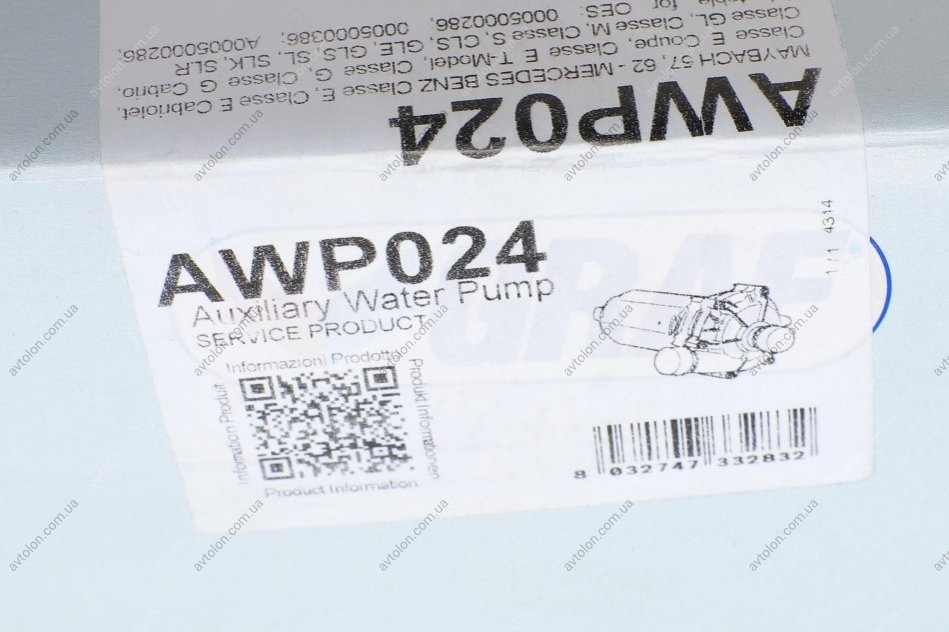 AWP024
MAYBACH 57, 62 - MERCEDES BENZ Classe E, Classe E Cabriolet,
Classe E Coupe, Classe E T-Model, Classe G, Classe G Cabrio,
Classe GL, Classe M, Classe S, CLS, GLE, GLS, SL, SLK, SLR
for OES: 0005000286, 0005000386, A0005000286,
AWP024
Auxiliary Water Pump
SERVICE PRODUCT
Informazioni Prodotto
Infomation Produit
Produkt Informationen
Product Information
GRAF
1/1 4314
8 032747 332832
avtolon.com.ua